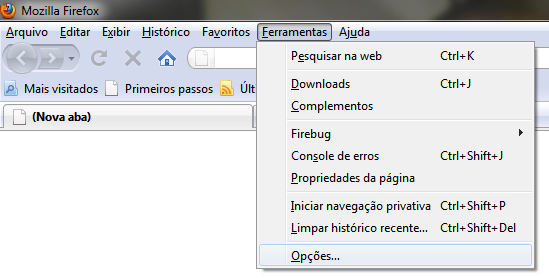 Mozilla Firefox
Arquivo Editar Exibir Histórico Favoritos Ferramentas Ajuda
Pesquisar na web Ctrl+K
Mais visitados Primeiros passos Últ
Downloads Ctrl+J
Complementos
(Nova aba)
Firebug
Console de erros Ctrl+Shift+J
Propriedades da página
Iniciar navegação privativa Ctrl+Shift+P
Limpar histórico recente... Ctrl+Shift+Del
Opções...